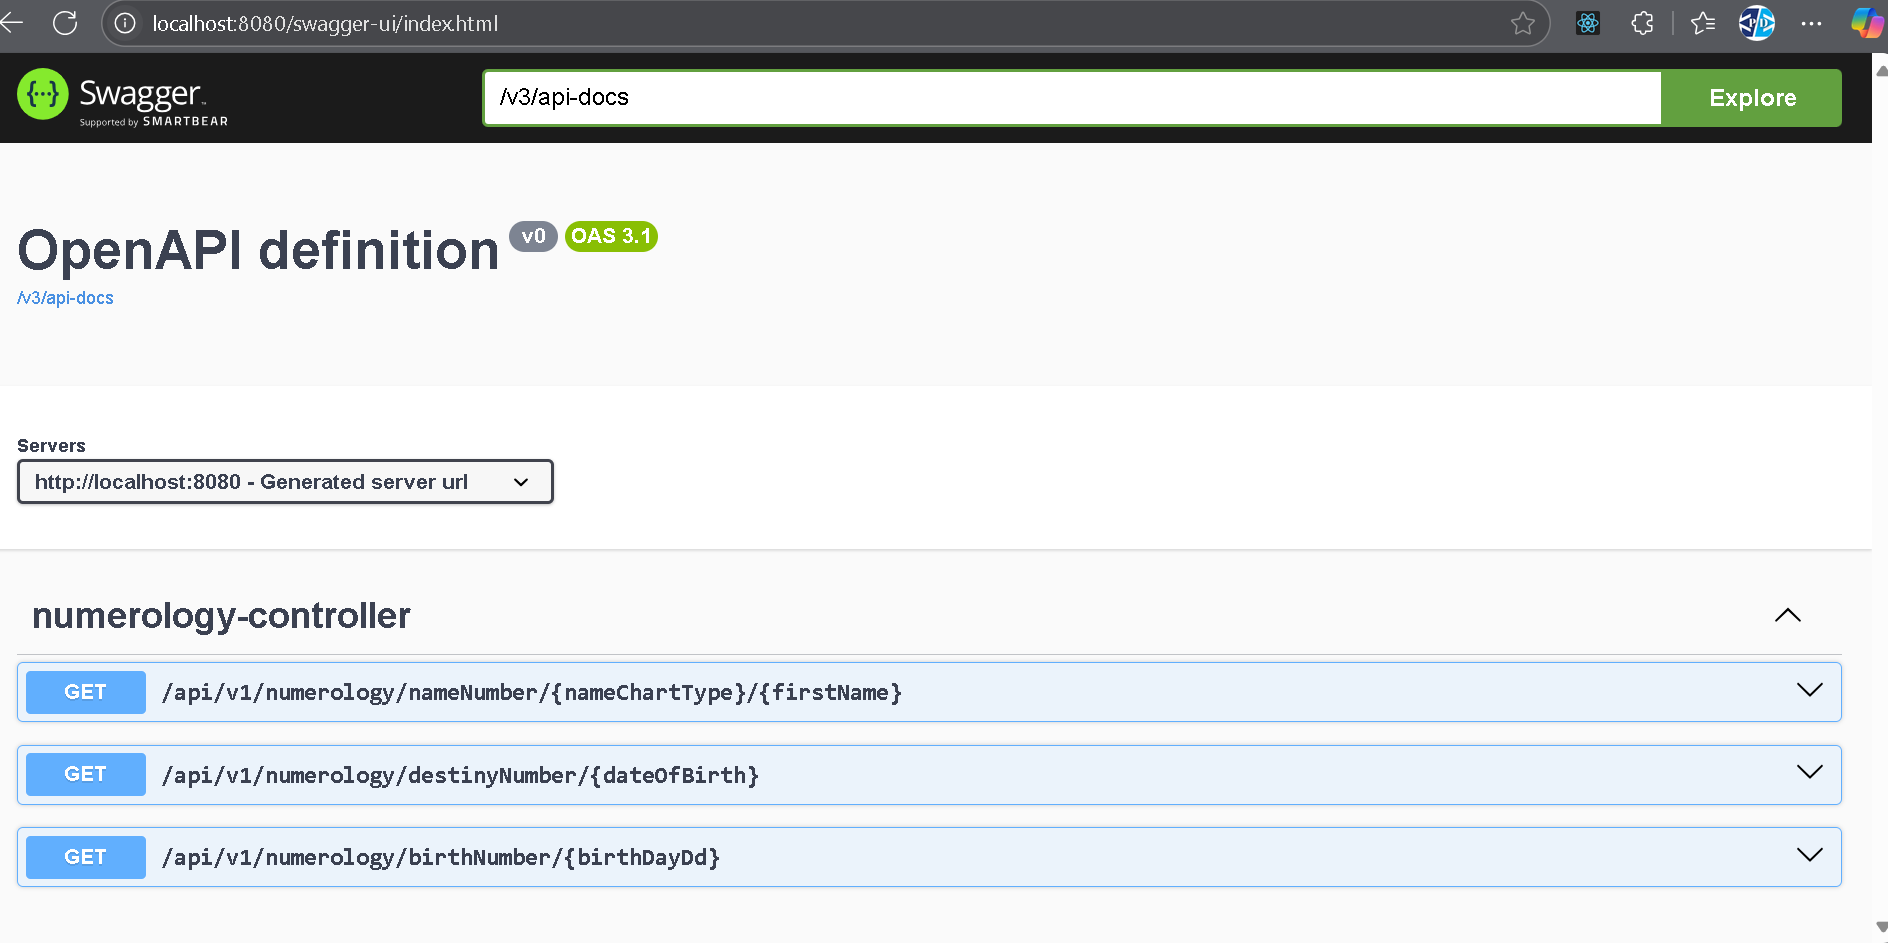 localhost:8080/swagger-ui/index.html
Swagger™
Supported by SMARTBEAR
/v3/api-docs
Explore
OpenAPI definition v0 OAS 3.1
/v3/api-docs
Servers
http://localhost:8080 - Generated server url
numerology-controller
GET /api/v1/numerology/nameNumber/{nameChartType}/{firstName}
GET /api/v1/numerology/destinyNumber/{dateOfBirth}
GET /api/v1/numerology/birthNumber/{birthDayDd}